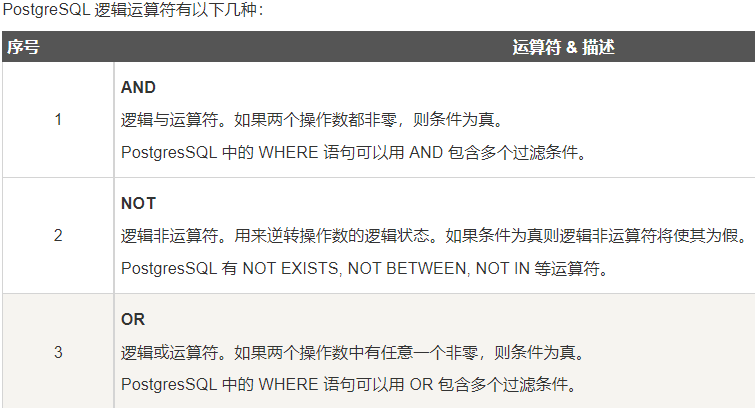 PostgreSQL 逻辑运算符有以下几种：
序号 运算符 & 描述
1
AND
逻辑与运算符。如果两个操作数都非零，则条件为真。
PostgresSQL 中的 WHERE 语句可以用 AND 包含多个过滤条件。
2
NOT
逻辑非运算符。用来逆转操作数的逻辑状态。如果条件为真则逻辑非运算符将使其为假。
PostgresSQL 有 NOT EXISTS, NOT BETWEEN, NOT IN 等运算符。
3
OR
逻辑或运算符。如果两个操作数中有任意一个非零，则条件为真。
PostgresSQL 中的 WHERE 语句可以用 OR 包含多个过滤条件。